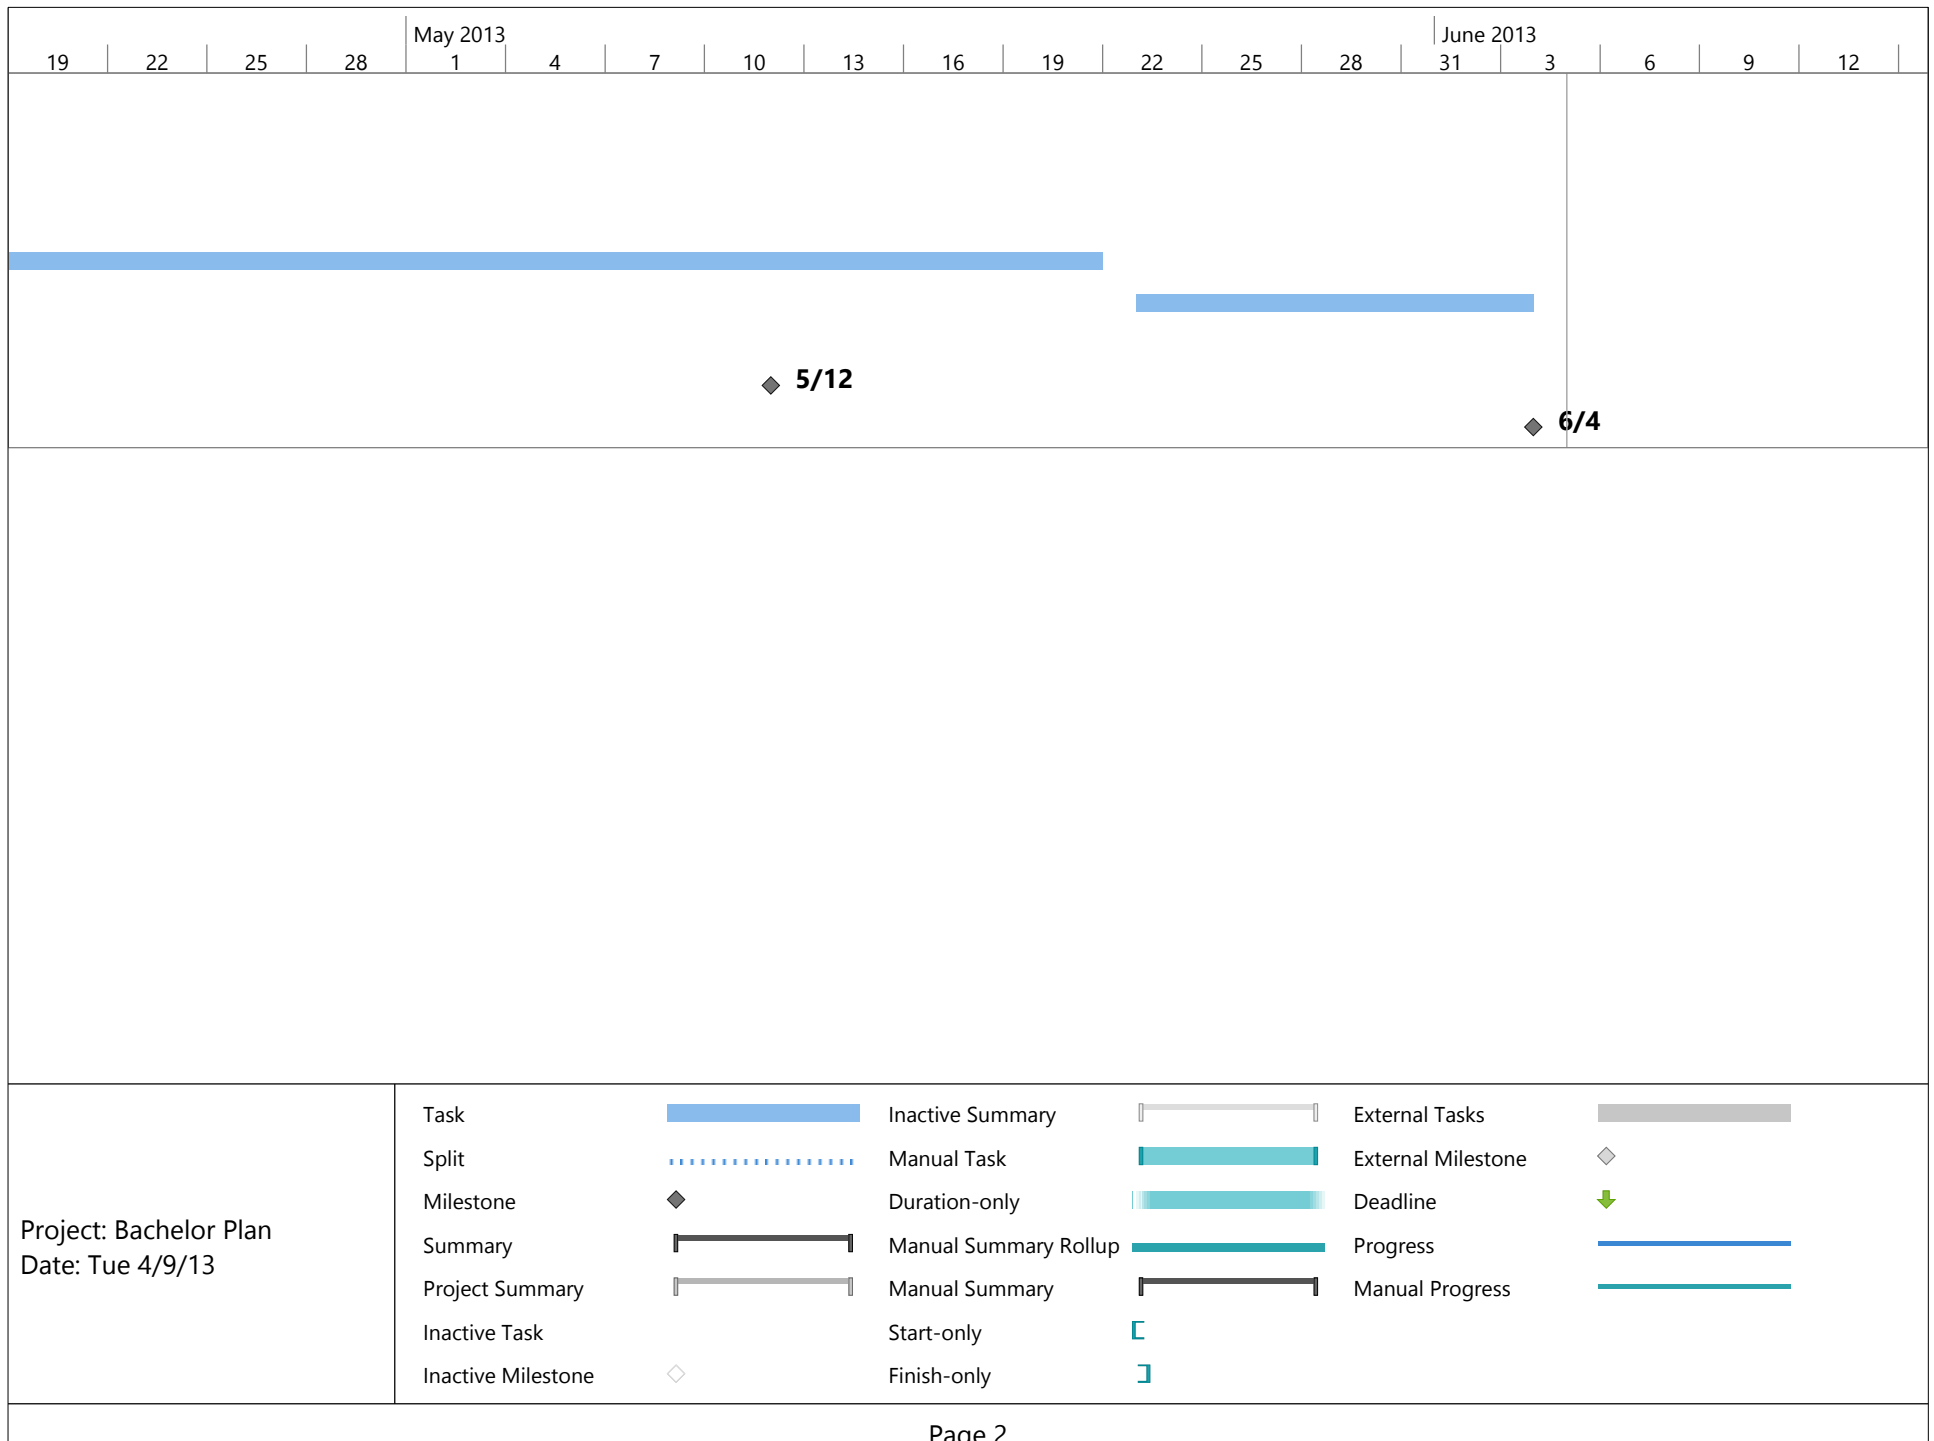 May 2013
June 2013
19 22 25 28 1 4 7 10 13 16 19 22 25 28 31 3 6 9 12
5/12
6/4
Project: Bachelor Plan
Date: Tue 4/9/13
Task
Split
Milestone
Summary
Project Summary
Inactive Task
Inactive Milestone
Inactive Summary
Manual Task
Duration-only
Manual Summary Rollup
Manual Summary
Start-only
Finish-only
External Tasks
External Milestone
Deadline
Progress
Manual Progress
Page 2